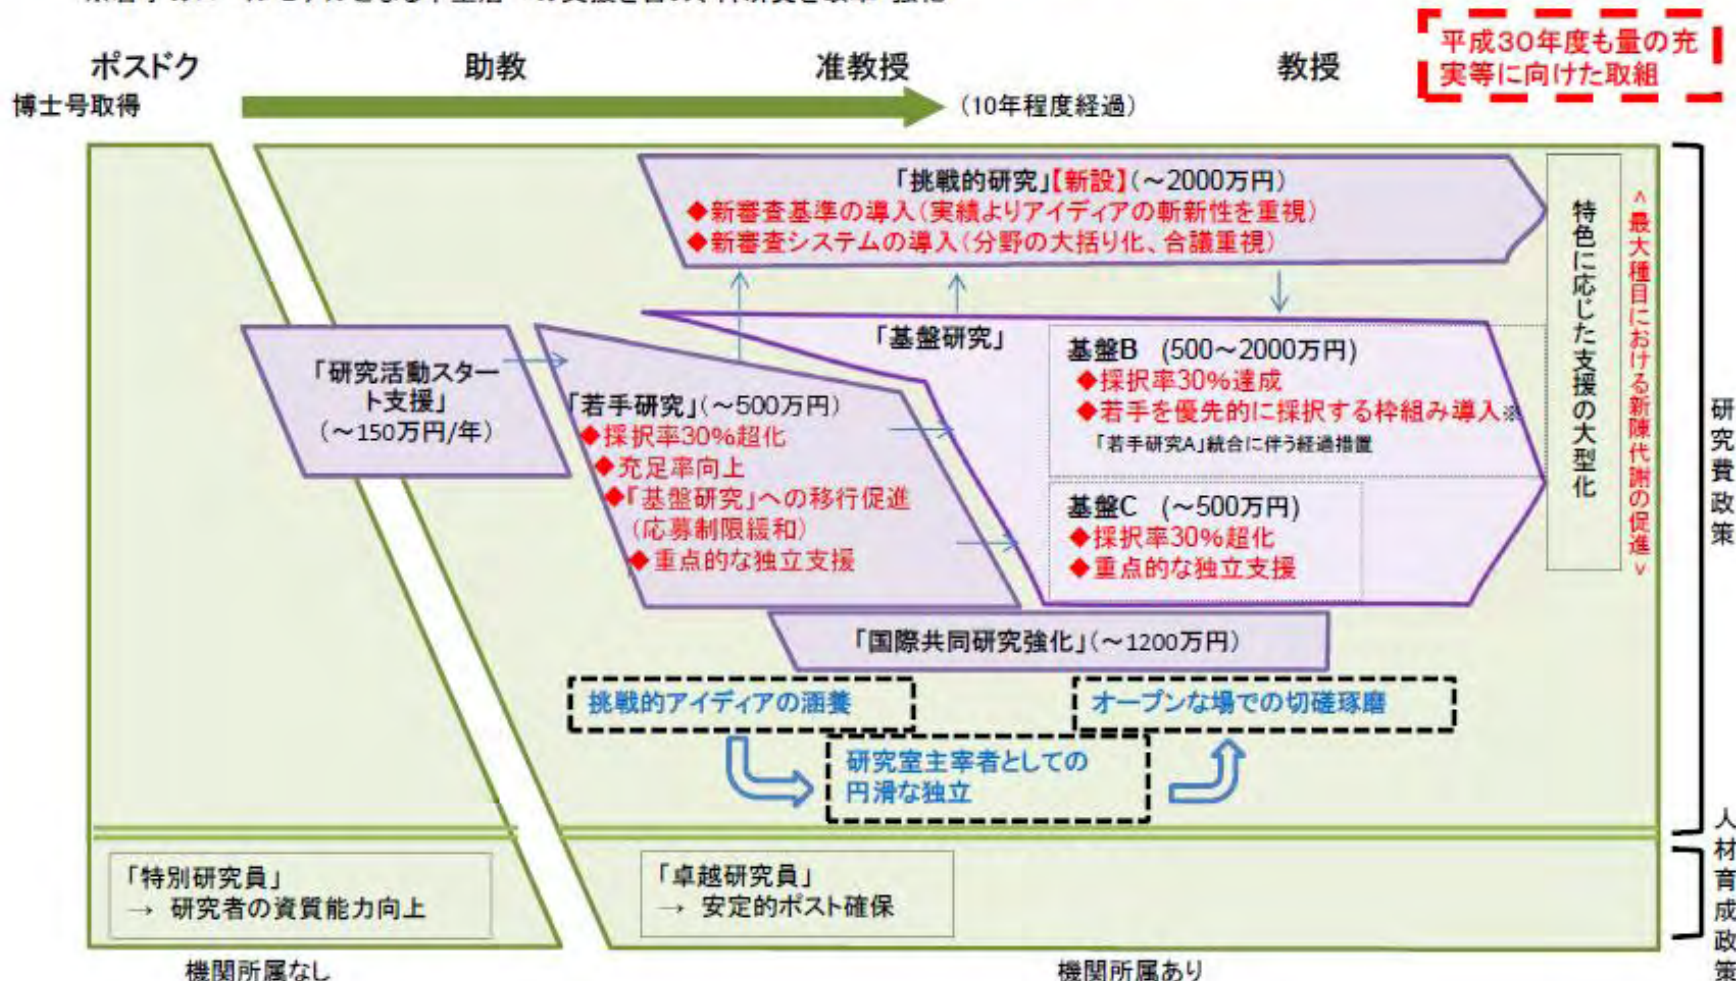 平成30年度も量の充
実等に向けた取組
ポスドク
助教
准教授
教授
博士号取得
(10年程度経過)
「挑戦的研究」【新設】(～2000万円)
◆新審査基準の導入(実績よりアイディアの斬新性を重視)
◆新審査システムの導入(分野の大括り化、合議重視)
「研究活動スター
ト支援」
(～150万円/年)
「若手研究」(～500万円)
◆採択率30%超化
◆充足率向上
◆『基盤研究」への移行促進
(応募制限緩和)
◆重点的な独立支援
「基盤研究」
基盤B (500～2000万円)
◆採択率30%達成
◆若手を優先的に採択する枠組み導入※
「若手研究A」統合に伴う経過措置
基盤C (～500万円)
◆採択率30%超化
◆重点的な独立支援
特色に応じた支援の大型化
<最大種目における新陳代謝の促進>
「国際共同研究強化」(～1200万円)
挑戦的アイディアの涵養
研究室主宰者としての
円滑な独立
オープンな場での切磋琢磨
研究費政策
「特別研究員」
→ 研究者の資質能力向上
「卓越研究員」
→ 安定的ポスト確保
人材育成政策
機関所属なし
機関所属あり